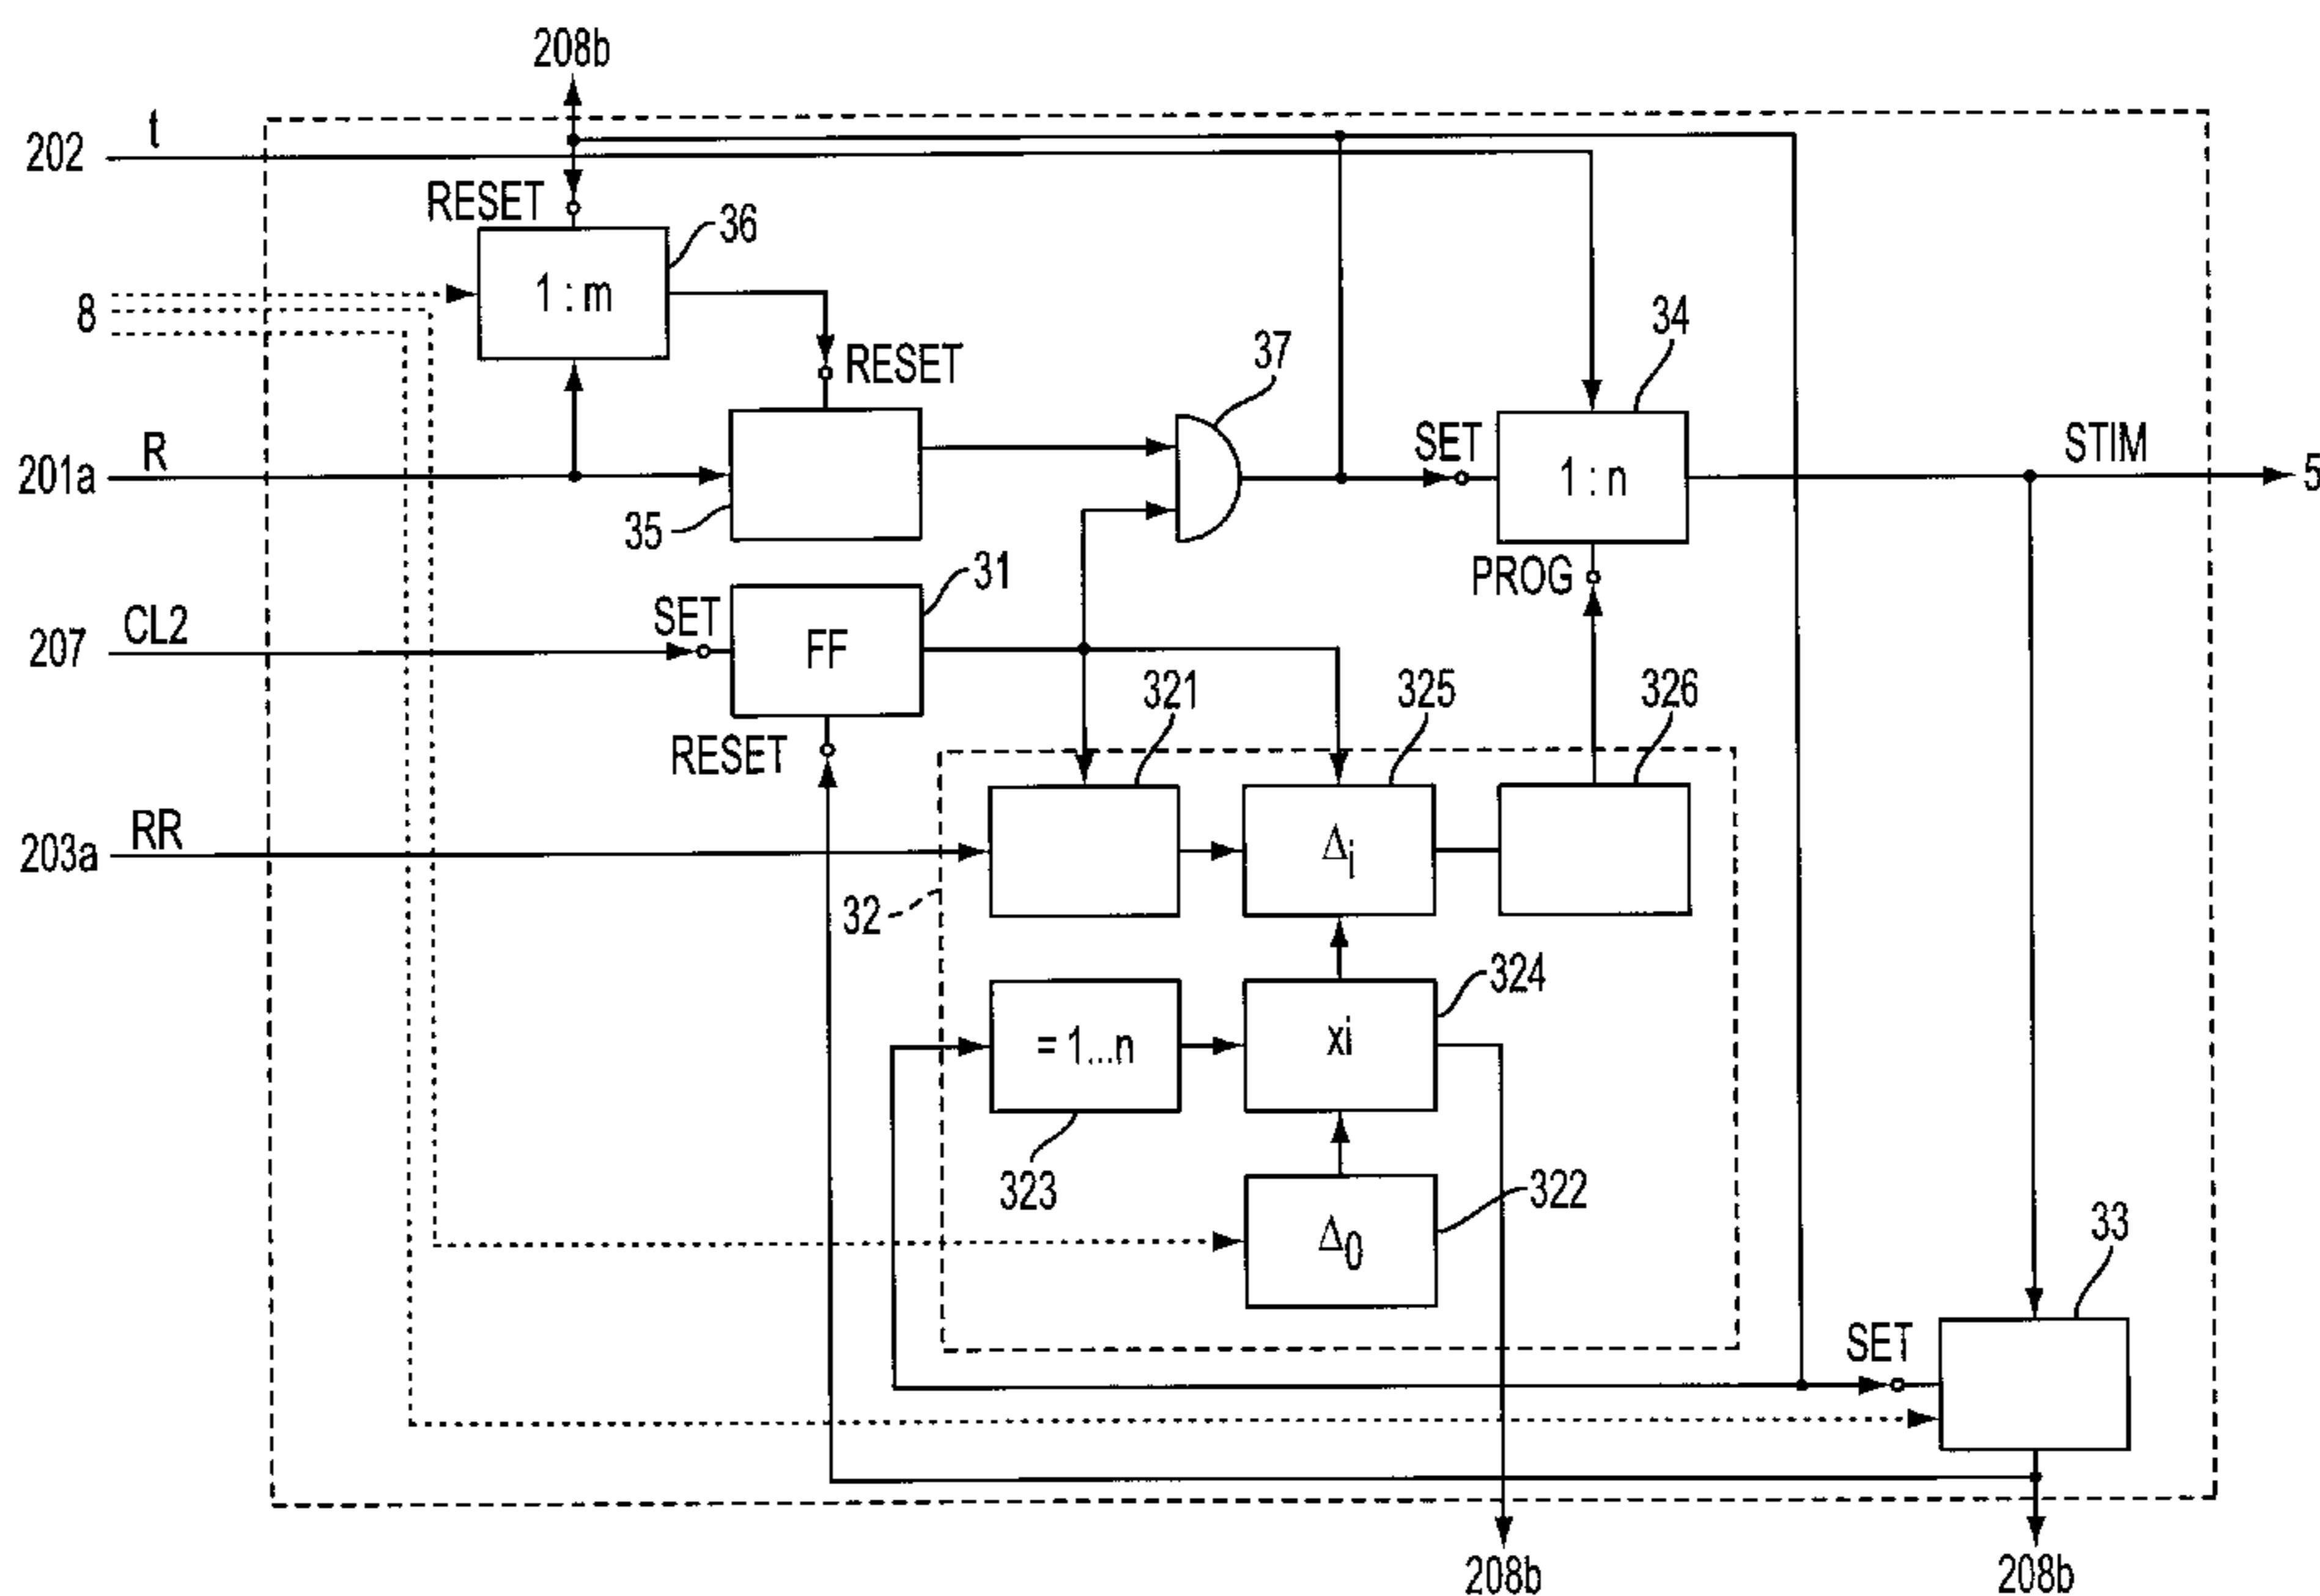 208b
202
t
RESET
36
1 : m
8
34
RESET
37
R
201a
SET
STIM
5
1 : n
35
PROG
31
CL2
207
SET
FF
321
325
326
RESET
RR
203a
Δi
32
324
= 1...n
xi
323
322
33
Δ0
SET
208b
208b